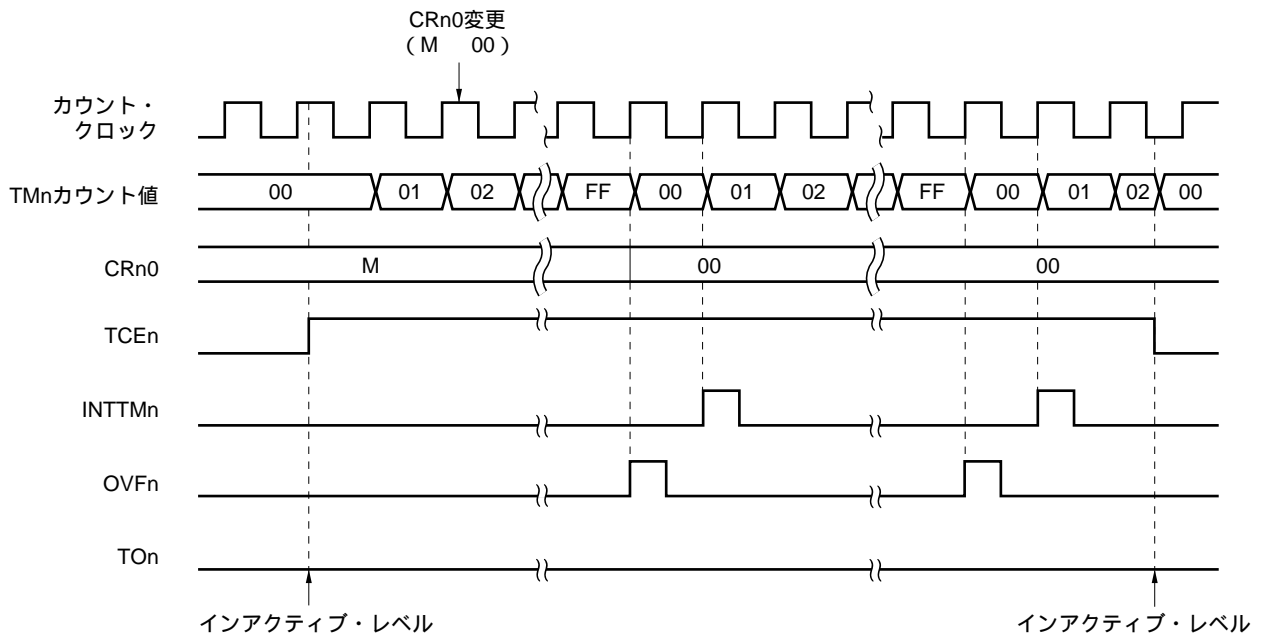 CRn0変更
（M　00）
カウント・
クロック
TMnカウント値
00 01 02 FF 00 01 02 FF 00 01 02 00
CRn0
M 00 00
TCEn
INTTMn
OVFn
TOn
インアクティブ・レベル インアクティブ・レベル